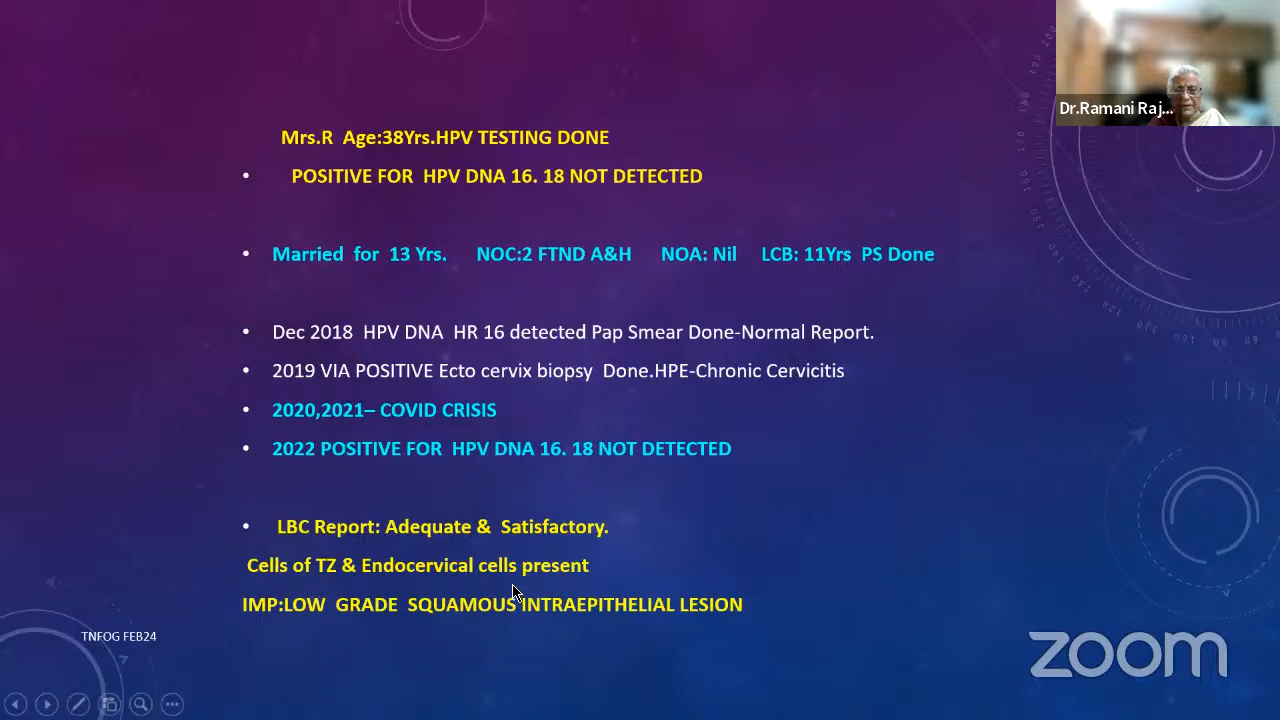 Dr.Ramani Raj...
Mrs.R Age:38Yrs.HPV TESTING DONE
• POSITIVE FOR HPV DNA 16. 18 NOT DETECTED
• Married for 13 Yrs. NOC:2 FTND A&H NOA: Nil LCB: 11Yrs PS Done
• Dec 2018 HPV DNA HR 16 detected Pap Smear Done-Normal Report.
• 2019 VIA POSITIVE Ecto cervix biopsy Done.HPE-Chronic Cervicitis
• 2020,2021– COVID CRISIS
• 2022 POSITIVE FOR HPV DNA 16. 18 NOT DETECTED
• LBC Report: Adequate & Satisfactory.
Cells of TZ & Endocervical cells present
IMP:LOW GRADE SQUAMOUS INTRAEPITHELIAL LESION
TNFOG FEB24
zoom